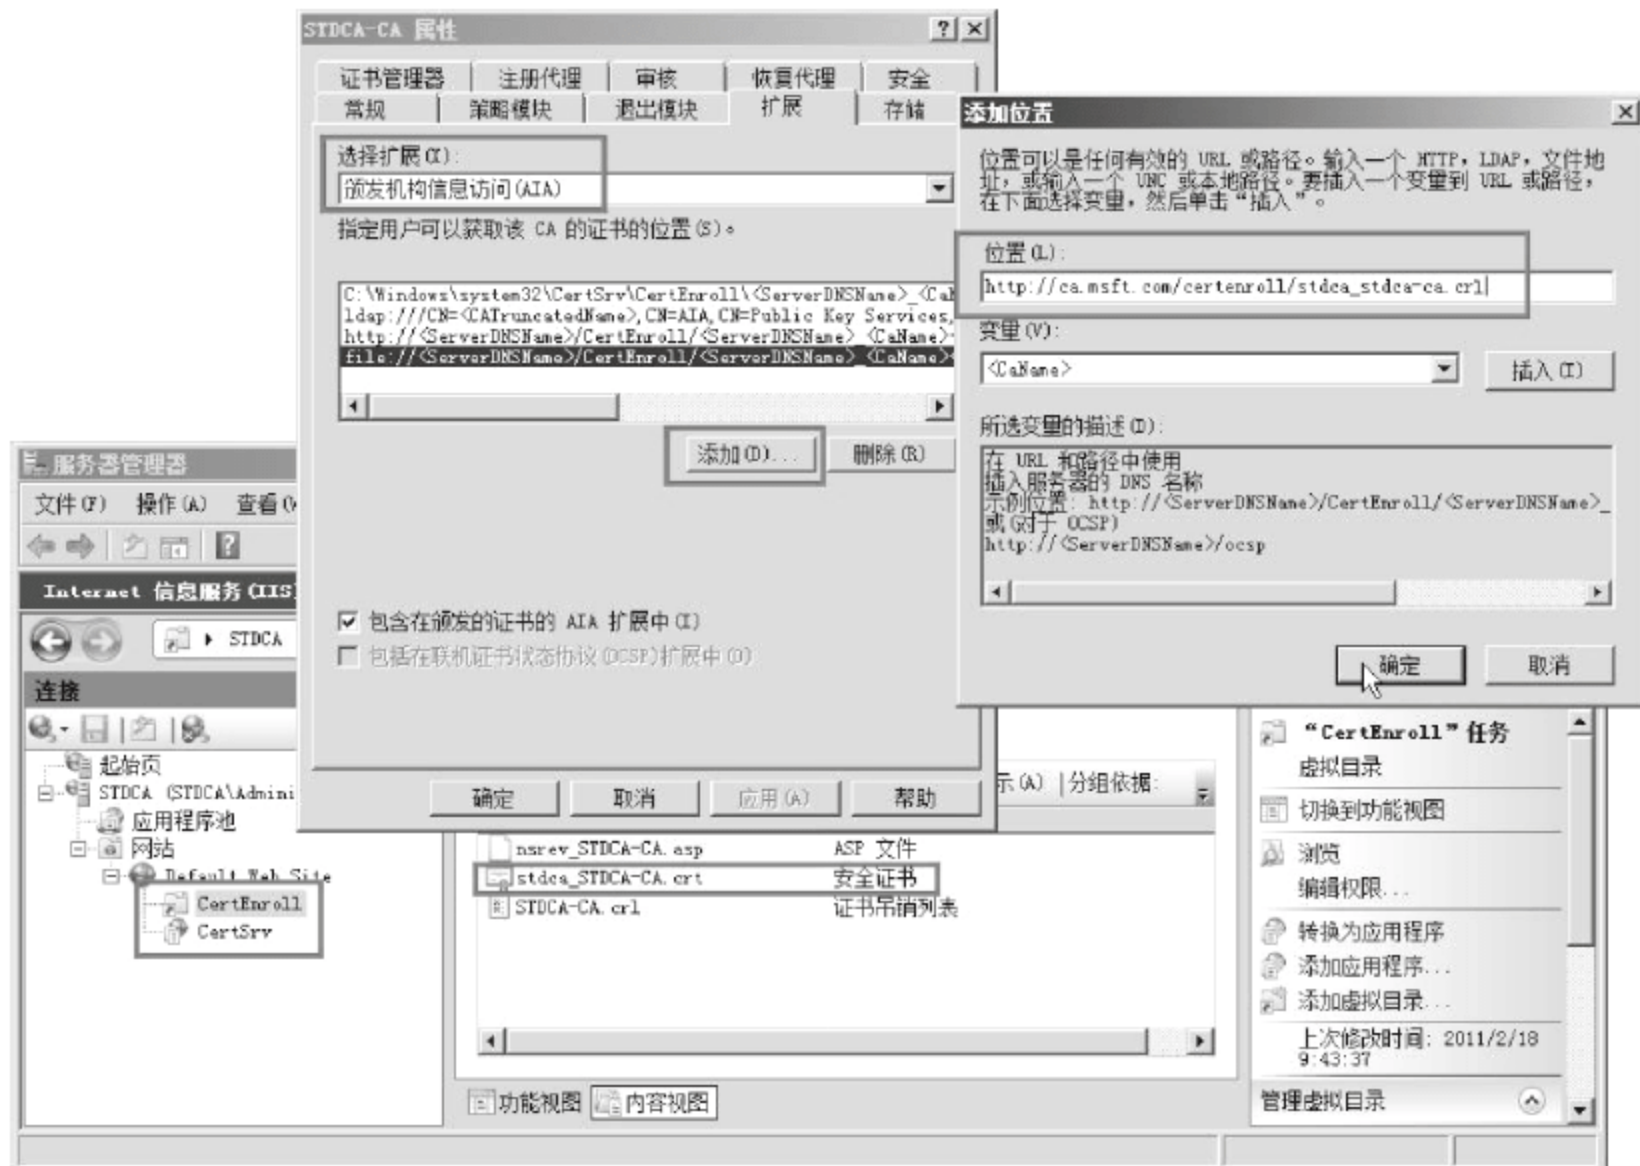 STDCA-CA 属性
证书管理器 注册代理 审核 恢复代理 安全
常规 策略模块 退出模块 扩展 存储
选择扩展(X):
颁发机构信息访问(AIA)
指定用户可以获取该 CA 的证书的位置(S)。
C:\Windows\system32\CertSrv\CertEnroll\<ServerDNSName>_<CaN
ldap:///CN=<CATruncatedName>,CN=AIA,CN=Public Key Services,
http://<ServerDNSName>/CertEnroll/<ServerDNSName>_<CaName>
file://<ServerDNSName>/CertEnroll/<ServerDNSName>_<CaName>
添加(D)... 删除(R)
包含在颁发的证书的 AIA 扩展中(I)
包括在联机证书状态协议(OCSP)扩展中(O)
确定 取消 应用(A) 帮助
添加位置
位置可以是任何有效的 URL 或路径。输入一个 HTTP，LDAP，文件地
址，或输入一个 UNC 或本地路径。要插入一个变量到 URL 或路径，
在下面选择变量，然后单击“插入”。
位置(L):
http://ca.msft.com/certenroll/stdca_stdca-ca.crl
变量(V):
<CaName> 插入(I)
所选变量的描述(D):
在 URL 和路径中使用
插入服务器的 DNS 名称
示例位置: http://<ServerDNSName>/CertEnroll/<ServerDNSName>_
或(对于 OCSP)
http://<ServerDNSName>/ocsp
确定 取消
服务器管理器
文件(F) 操作(A) 查看(V
Internet 信息服务(IIS)
STDCA
连接
起始页
STDCA (STDCA\Admini
应用程序池
网站
Default Web Site
CertEnroll
CertSrv
示(A) 分组依据:
nsrev_STDCA-CA.asp ASP 文件
stdca_STDCA-CA.crt 安全证书
STDCA-CA.crl 证书吊销列表
功能视图 内容视图
“CertEnroll”任务
虚拟目录
切换到功能视图
浏览
编辑权限...
转换为应用程序
添加应用程序...
添加虚拟目录...
上次修改时间: 2011/2/18
9:43:37
管理虚拟目录